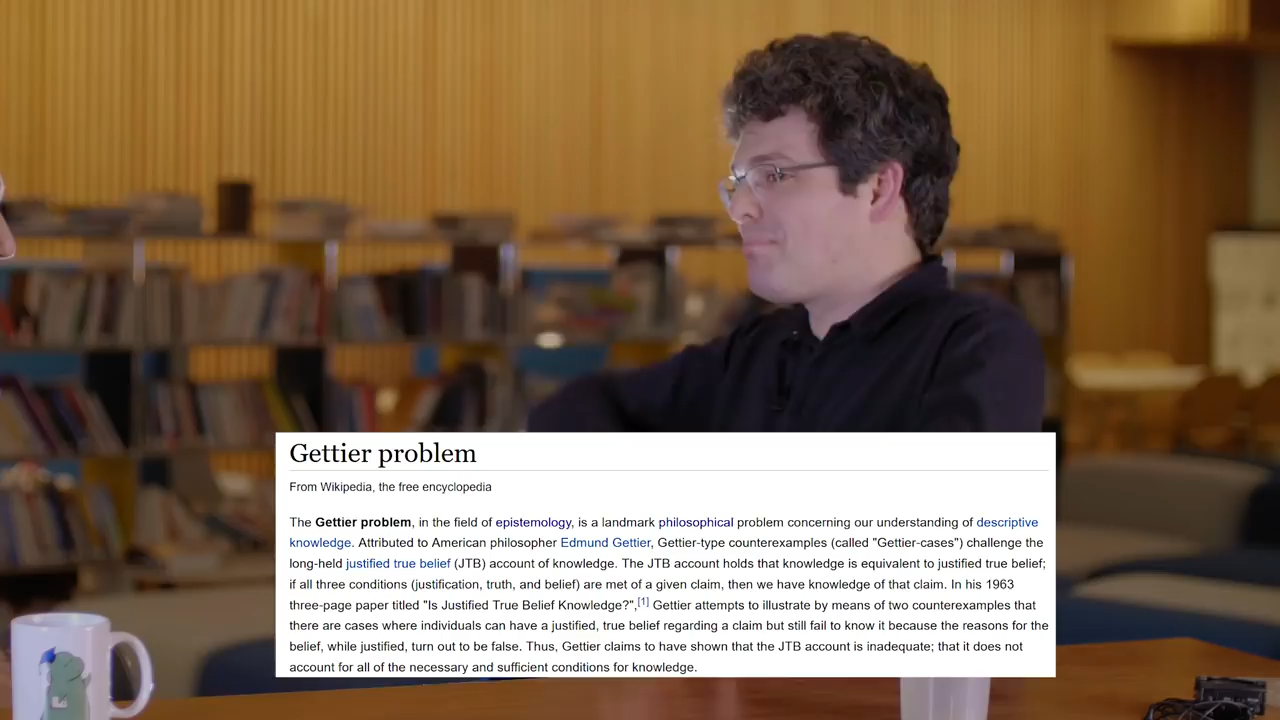 Gettier problem
From Wikipedia, the free encyclopedia
The Gettier problem, in the field of epistemology, is a landmark philosophical problem concerning our understanding of descriptive
knowledge. Attributed to American philosopher Edmund Gettier, Gettier-type counterexamples (called "Gettier-cases") challenge the
long-held justified true belief (JTB) account of knowledge. The JTB account holds that knowledge is equivalent to justified true belief;
if all three conditions (justification, truth, and belief) are met of a given claim, then we have knowledge of that claim. In his 1963
three-page paper titled "Is Justified True Belief Knowledge?",[1] Gettier attempts to illustrate by means of two counterexamples that
there are cases where individuals can have a justified, true belief regarding a claim but still fail to know it because the reasons for the
belief, while justified, turn out to be false. Thus, Gettier claims to have shown that the JTB account is inadequate; that it does not
account for all of the necessary and sufficient conditions for knowledge.